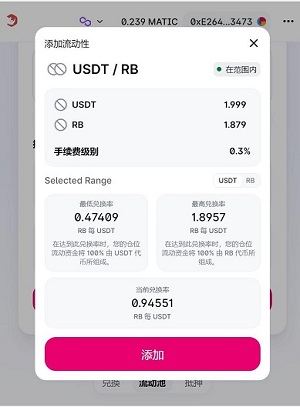 0.239 MATIC
0xE264...3473
添加流动性
USDT / RB
在范围内
USDT 1.999
RB 1.879
手续费级别 0.3%
Selected Range
USDT RB
最低兑换率
0.47409
RB 每 USDT
在达到此兑换率时，您的仓位
流动资金将 100% 由 USDT 代
币所组成。
最高兑换率
1.8957
RB 每 USDT
在达到此兑换率时，您的仓位
流动资金将 100% 由 RB 代币
所组成。
当前兑换率
0.94551
RB 每 USDT
添加
兑换 流动池 抵押